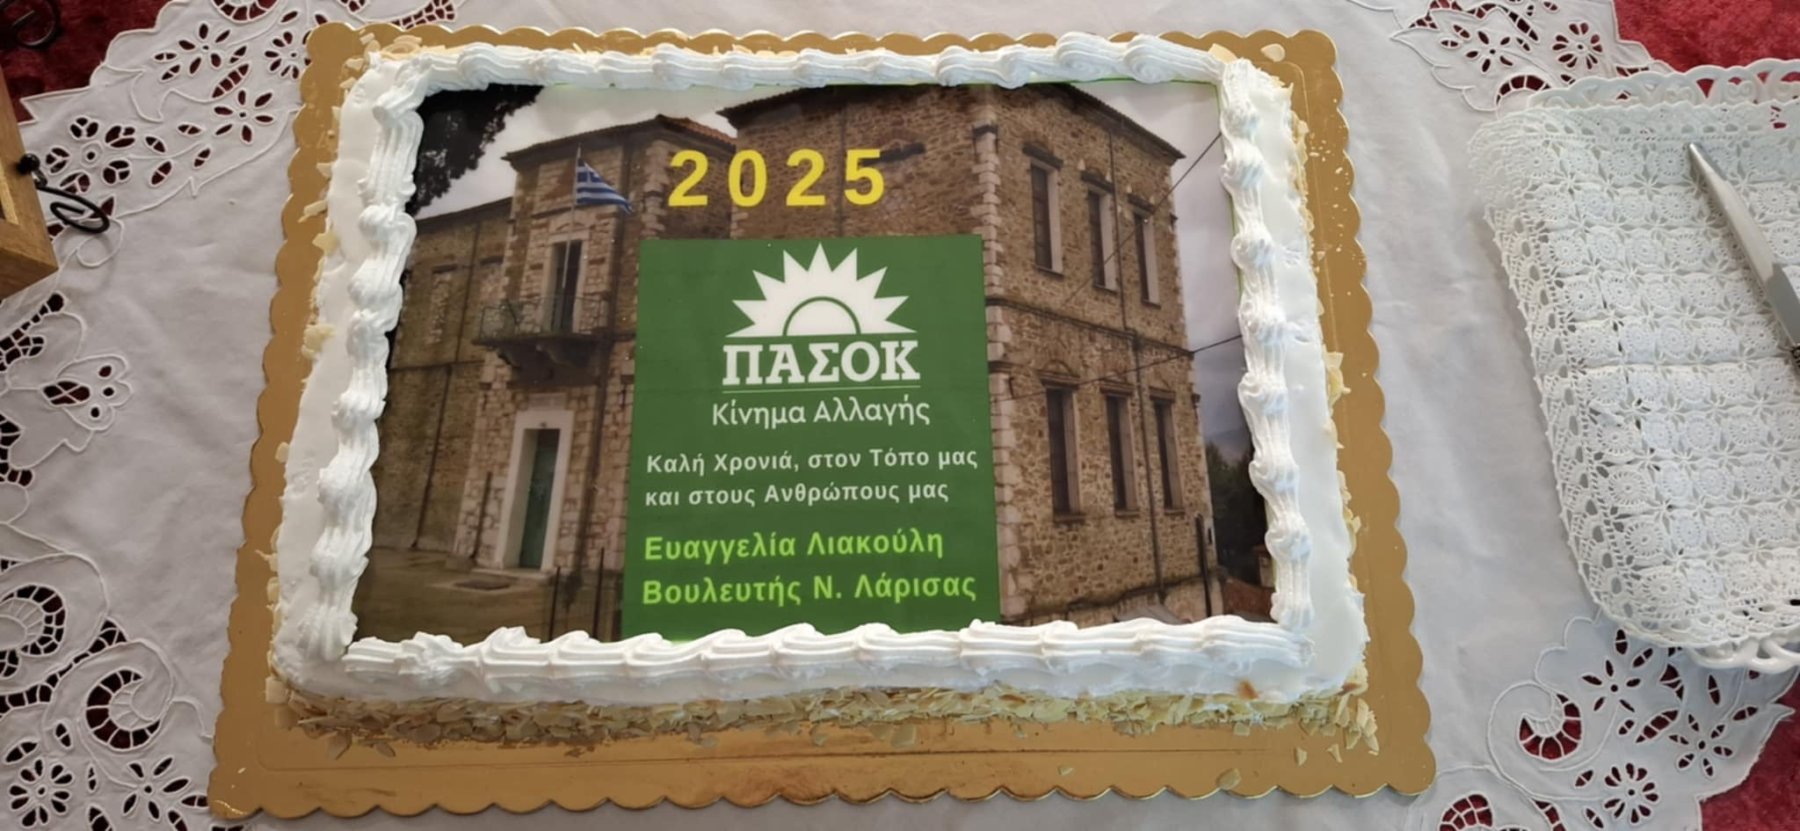 2025
ΠΑΣΟΚ
Κίνημα Αλλαγής
Καλή Χρονιά, στον Τόπο μας
και στους Ανθρώπους μας
Ευαγγελία Λιακούλη
Βουλευτής Ν. Λάρισας